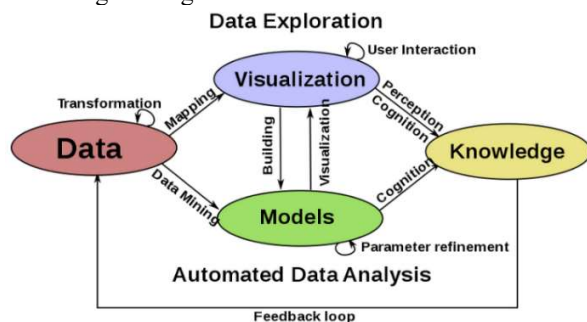 Data Exploration
User Interaction
Visualization
Transformation
Mapping
Perception
Cognition
Data
Building
Visualization
Knowledge
Data Mining
Cognition
Models
Parameter refinement
Automated Data Analysis
Feedback loop